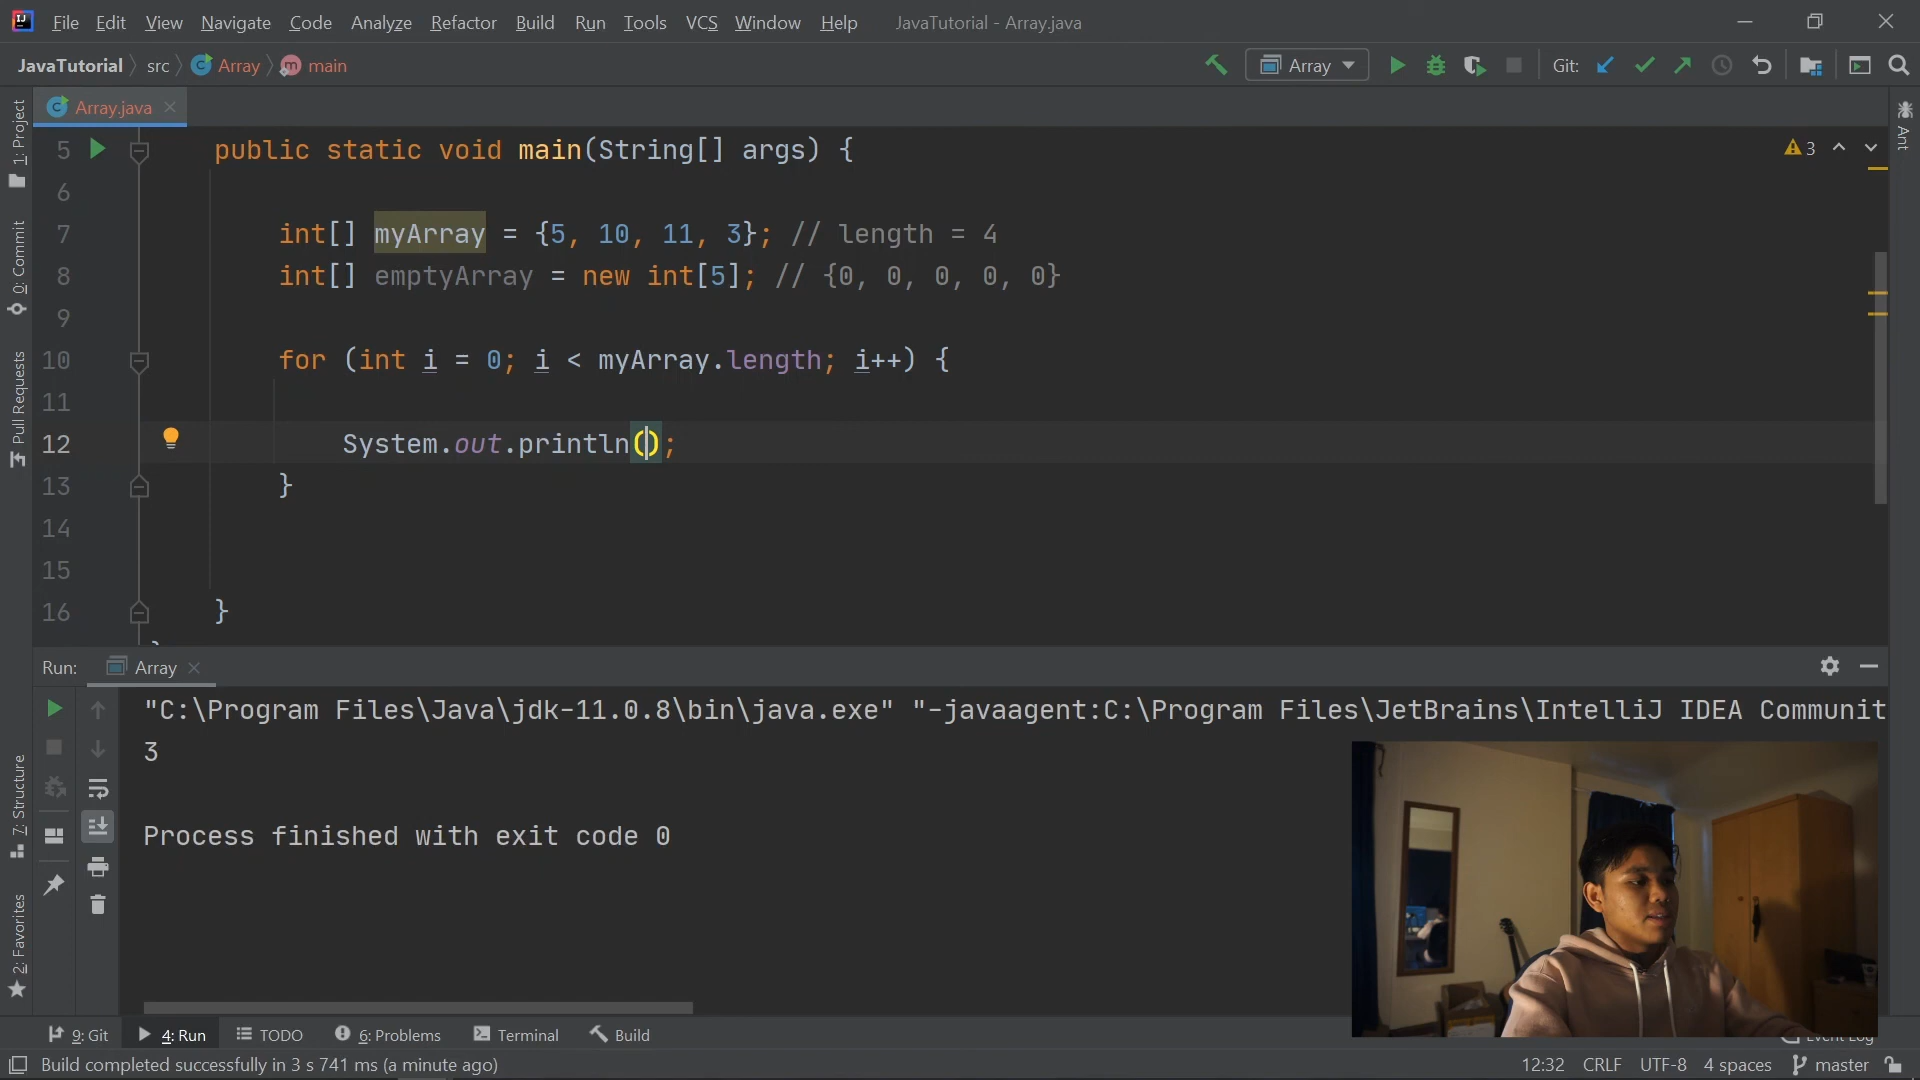 File Edit View Navigate Code Analyze Refactor Build Run Tools VCS Window Help JavaTutorial - Array.java
JavaTutorial src Array main Array Git:
Array.java
1: Project
0: Commit
Pull Requests
7: Structure
2: Favorites
Ant
3
5 public static void main(String[] args) {
6
7 int[] myArray = {5, 10, 11, 3}; // length = 4
8 int[] emptyArray = new int[5]; // {0, 0, 0, 0, 0}
9
10 for (int i = 0; i < myArray.length; i++) {
11
12 System.out.println();
13 }
14
15
16 }
Run: Array
"C:\Program Files\Java\jdk-11.0.8\bin\java.exe" "-javaagent:C:\Program Files\JetBrains\IntelliJ IDEA Communit
3
Process finished with exit code 0
9: Git 4: Run TODO 6: Problems Terminal Build Event Log
Build completed successfully in 3 s 741 ms (a minute ago) 12:32 CRLF UTF-8 4 spaces master